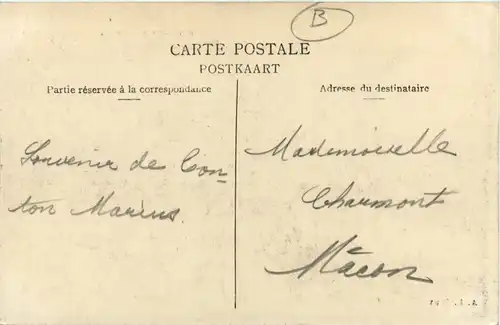 B
CARTE POSTALE
POSTKAART
Partie réservée à la correspondance
Adresse du destinataire
Souvenir de Con-
ton Marius.
Mademoiselle
Charmont
Mâcon